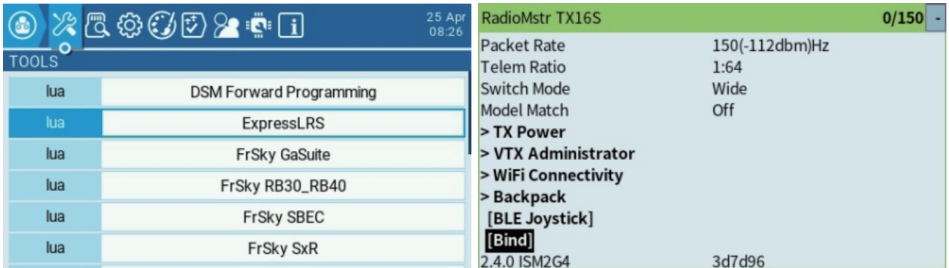 25 Apr
08:26
TOOLS
lua DSM Forward Programming
lua ExpressLRS
lua FrSky GaSuite
lua FrSky RB30_RB40
lua FrSky SBEC
lua FrSky SxR
RadioMstr TX16S 0/150 -
Packet Rate 150(-112dbm)Hz
Telem Ratio 1:64
Switch Mode Wide
Model Match Off
> TX Power
> VTX Administrator
> WiFi Connectivity
> Backpack
[BLE Joystick]
[Bind]
2.4.0 ISM2G4 3d7d96